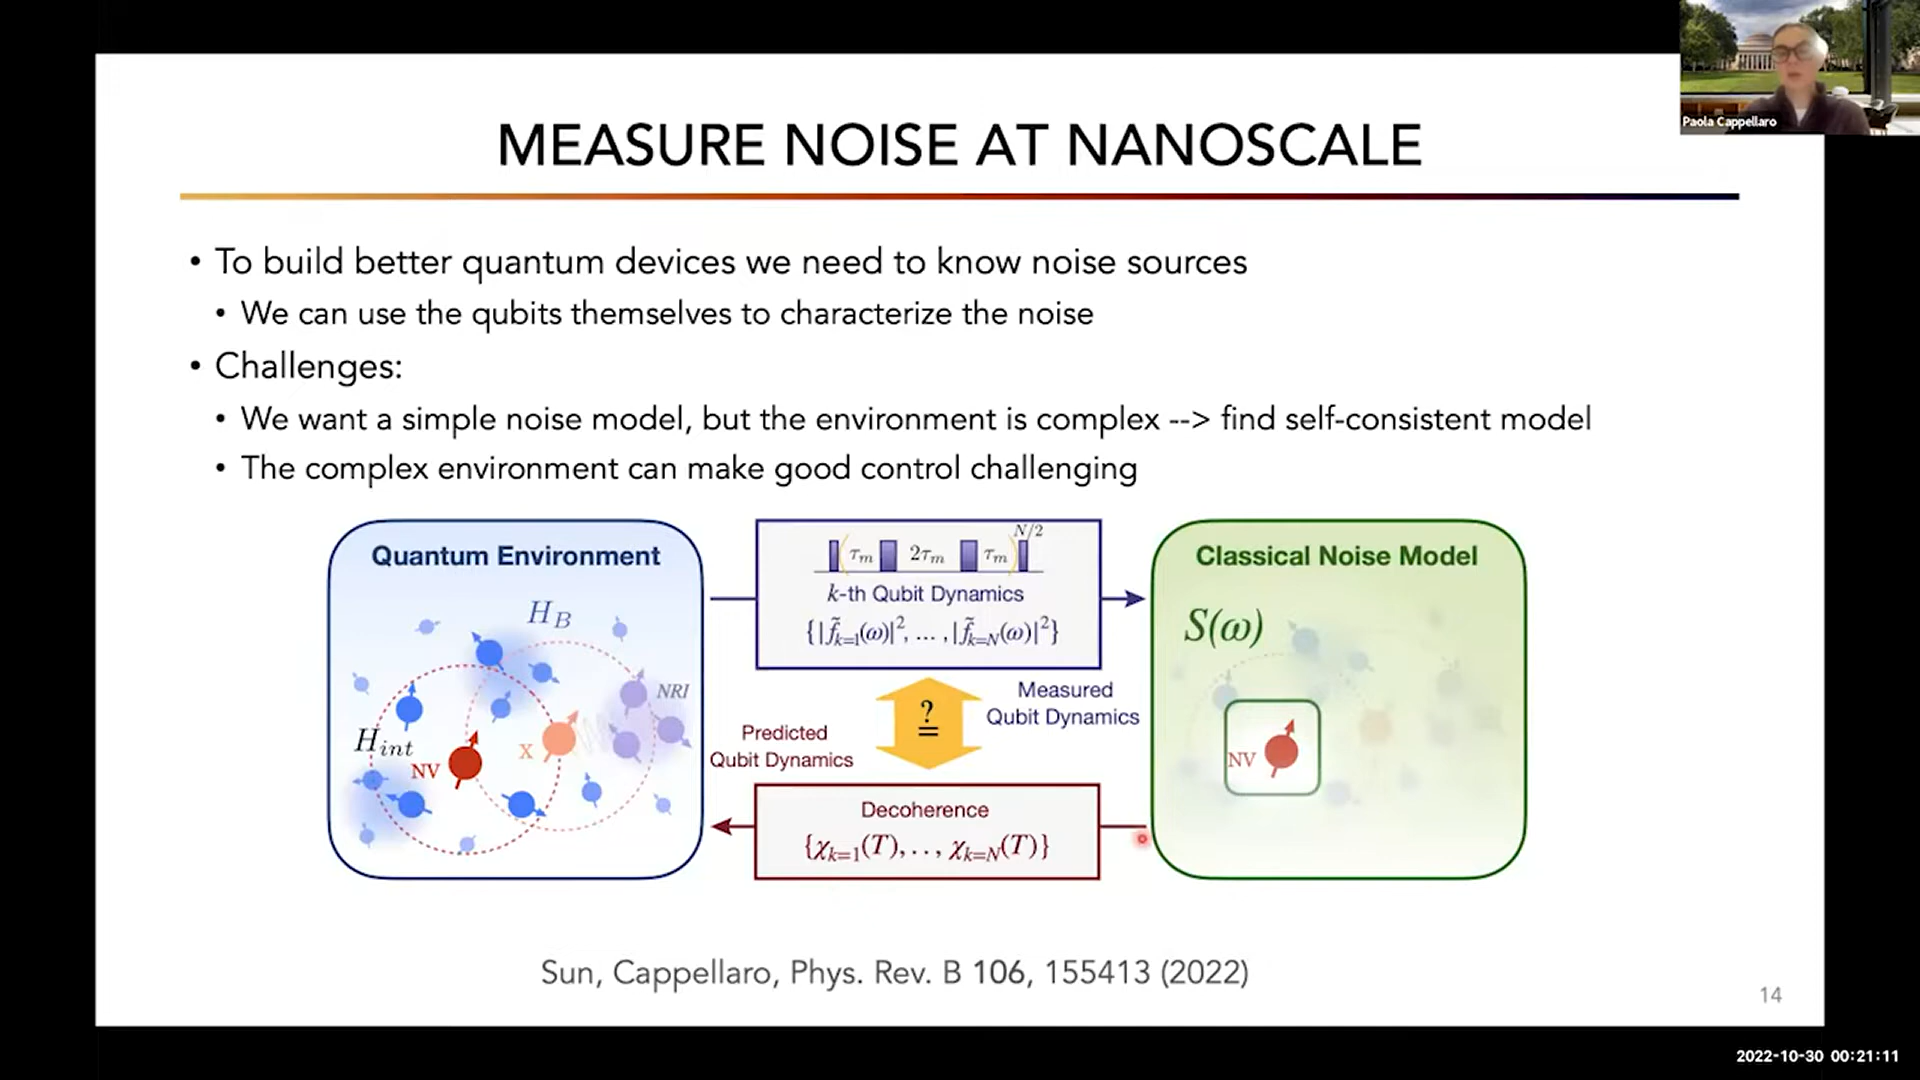 Paola Cappellaro
MEASURE NOISE AT NANOSCALE
• To build better quantum devices we need to know noise sources
• We can use the qubits themselves to characterize the noise
• Challenges:
• We want a simple noise model, but the environment is complex --> find self-consistent model
• The complex environment can make good control challenging
Quantum Environment
H_B
NRI
H_int
NV
X
N/2
( τ_m 2τ_m τ_m )
k-th Qubit Dynamics
{|f̃_{k=1}(ω)|², ... ,|f̃_{k=N}(ω)|²}
Measured
Qubit Dynamics
?
=
Predicted
Qubit Dynamics
Decoherence
{χ_{k=1}(T),.., χ_{k=N}(T)}
Classical Noise Model
S(ω)
NV
Sun, Cappellaro, Phys. Rev. B 106, 155413 (2022)
14
2022-10-30 00:21:11